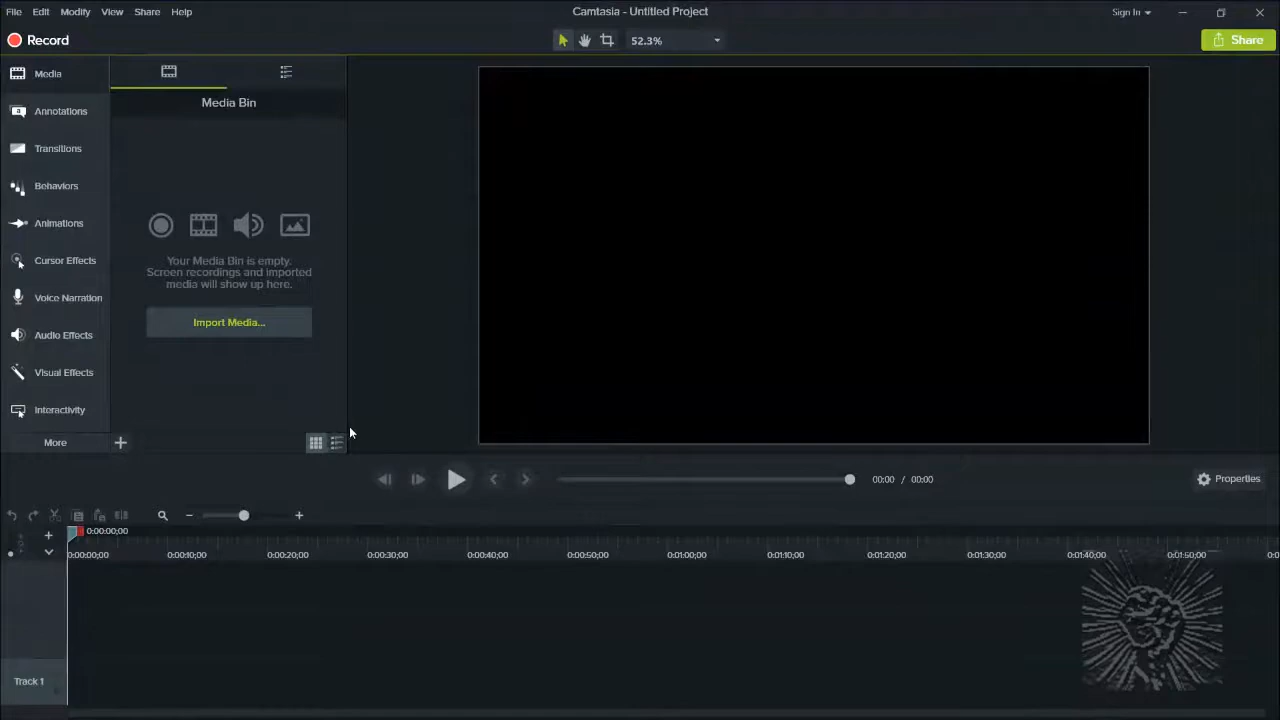 File Edit Modify View Share Help Camtasia - Untitled Project Sign In
Record 52.3% Share
Media
Media Bin
Annotations
Transitions
Behaviors
Animations
Cursor Effects
Voice Narration
Audio Effects
Visual Effects
Interactivity
More
Your Media Bin is empty.
Screen recordings and imported
media will show up here.
Import Media...
00:00 / 00:00 Properties
0:00:00;00
0:00:00;00 0:00:10;00 0:00:20;00 0:00:30;00 0:00:40;00 0:00:50;00 0:01:00;00 0:01:10;00 0:01:20;00 0:01:30;00 0:01:40;00 0:01:50;00 0:0
Track 1